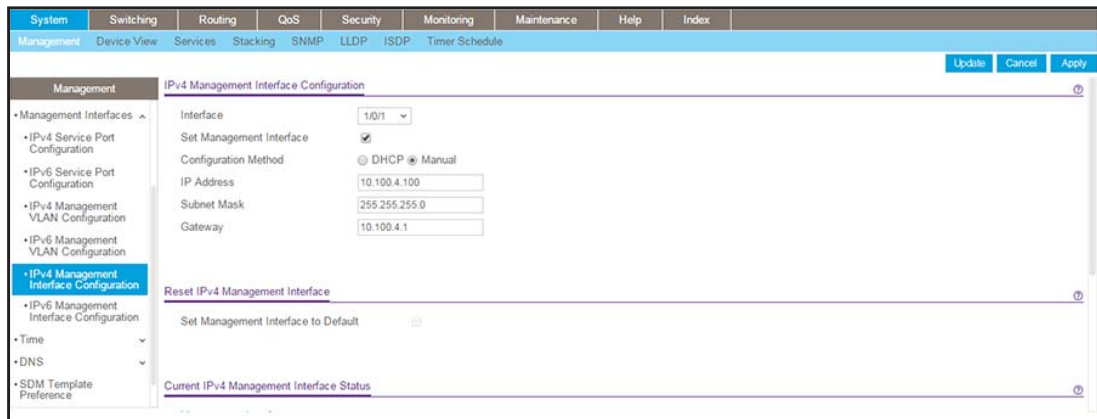 System Switching Routing QoS Security Monitoring Maintenance Help Index
Management Device View Services Stacking SNMP LLDP ISDP Timer Schedule
Update Cancel Apply
Management
•Management Interfaces
•IPv4 Service Port
Configuration
•IPv6 Service Port
Configuration
•IPv4 Management
VLAN Configuration
•IPv6 Management
VLAN Configuration
•IPv4 Management
Interface Configuration
•IPv6 Management
Interface Configuration
•Time
•DNS
•SDM Template
Preference
IPv4 Management Interface Configuration
Interface 1/0/1
Set Management Interface
Configuration Method DHCP Manual
IP Address 10.100.4.100
Subnet Mask 255.255.255.0
Gateway 10.100.4.1
Reset IPv4 Management Interface
Set Management Interface to Default
Current IPv4 Management Interface Status